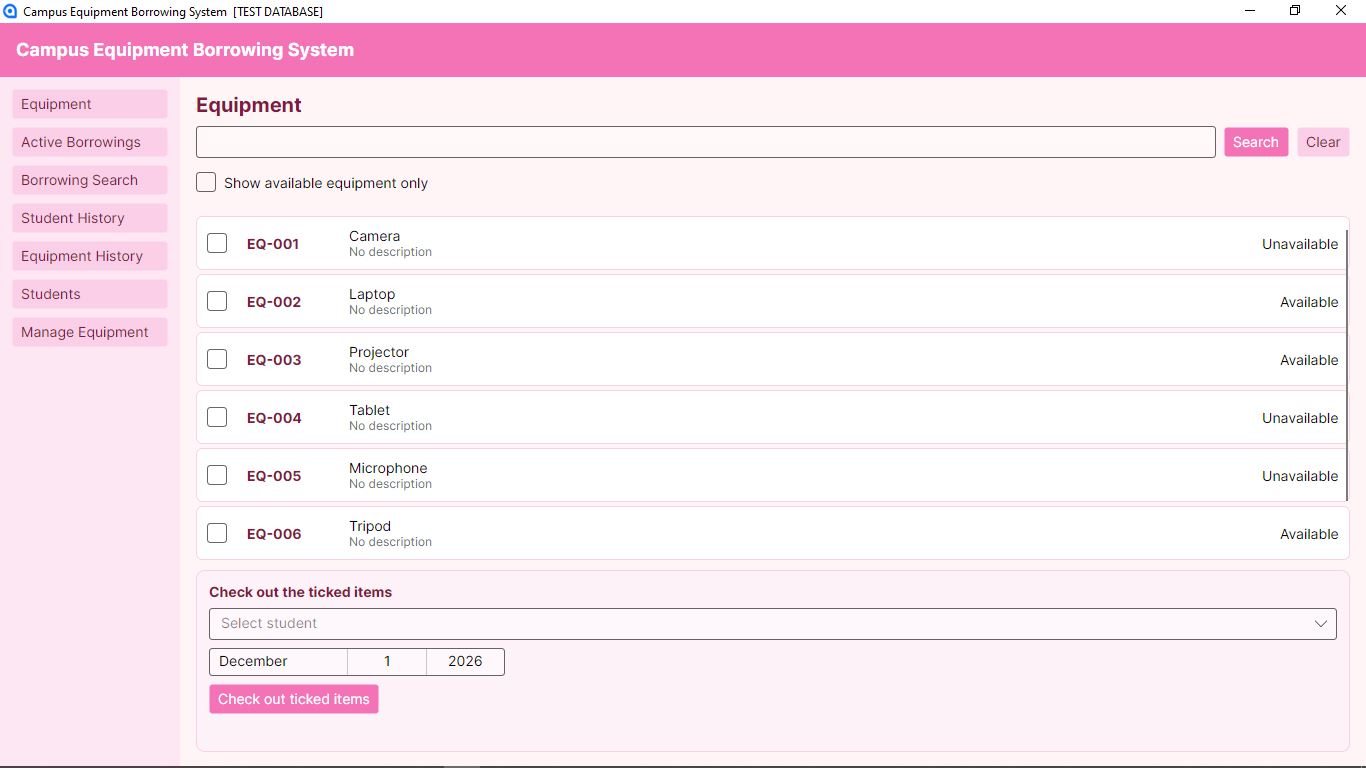 Campus Equipment Borrowing System [TEST DATABASE]
Campus Equipment Borrowing System
Equipment
Active Borrowings
Borrowing Search
Student History
Equipment History
Students
Manage Equipment
Equipment
Search
Clear
Show available equipment only
EQ-001
Camera
No description
Unavailable
EQ-002
Laptop
No description
Available
EQ-003
Projector
No description
Available
EQ-004
Tablet
No description
Unavailable
EQ-005
Microphone
No description
Unavailable
EQ-006
Tripod
No description
Available
Check out the ticked items
Select student
December 1 2026
Check out ticked items